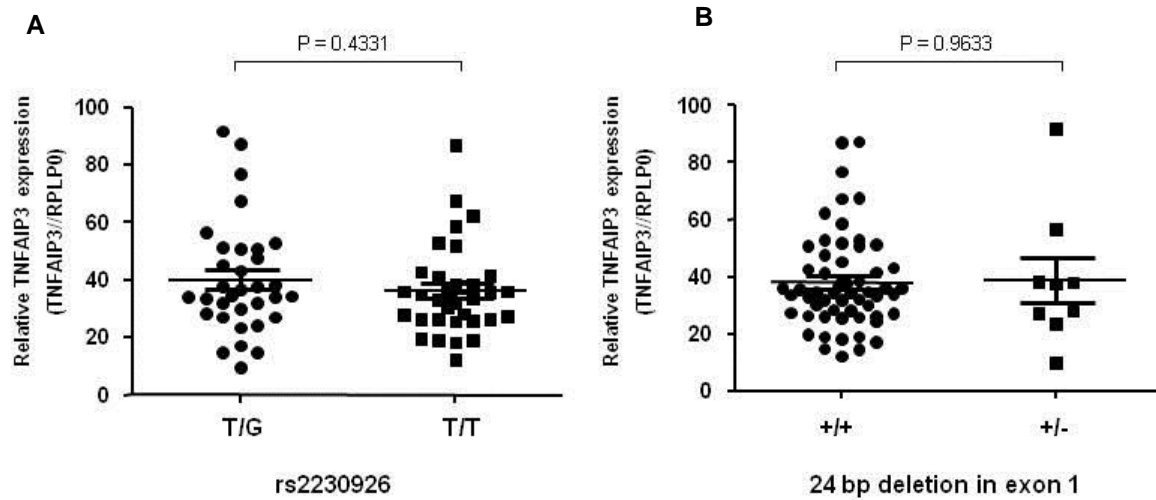 A
P = 0.4331
Relative TNFAIP3 expression
(TNFAIP3//RPLP0)
100
80
60
40
20
0
T/G T/T
rs2230926
B
P = 0.9633
Relative TNFAIP3 expression
(TNFAIP3//RPLP0)
100
80
60
40
20
0
+/+ +/-
24 bp deletion in exon 1